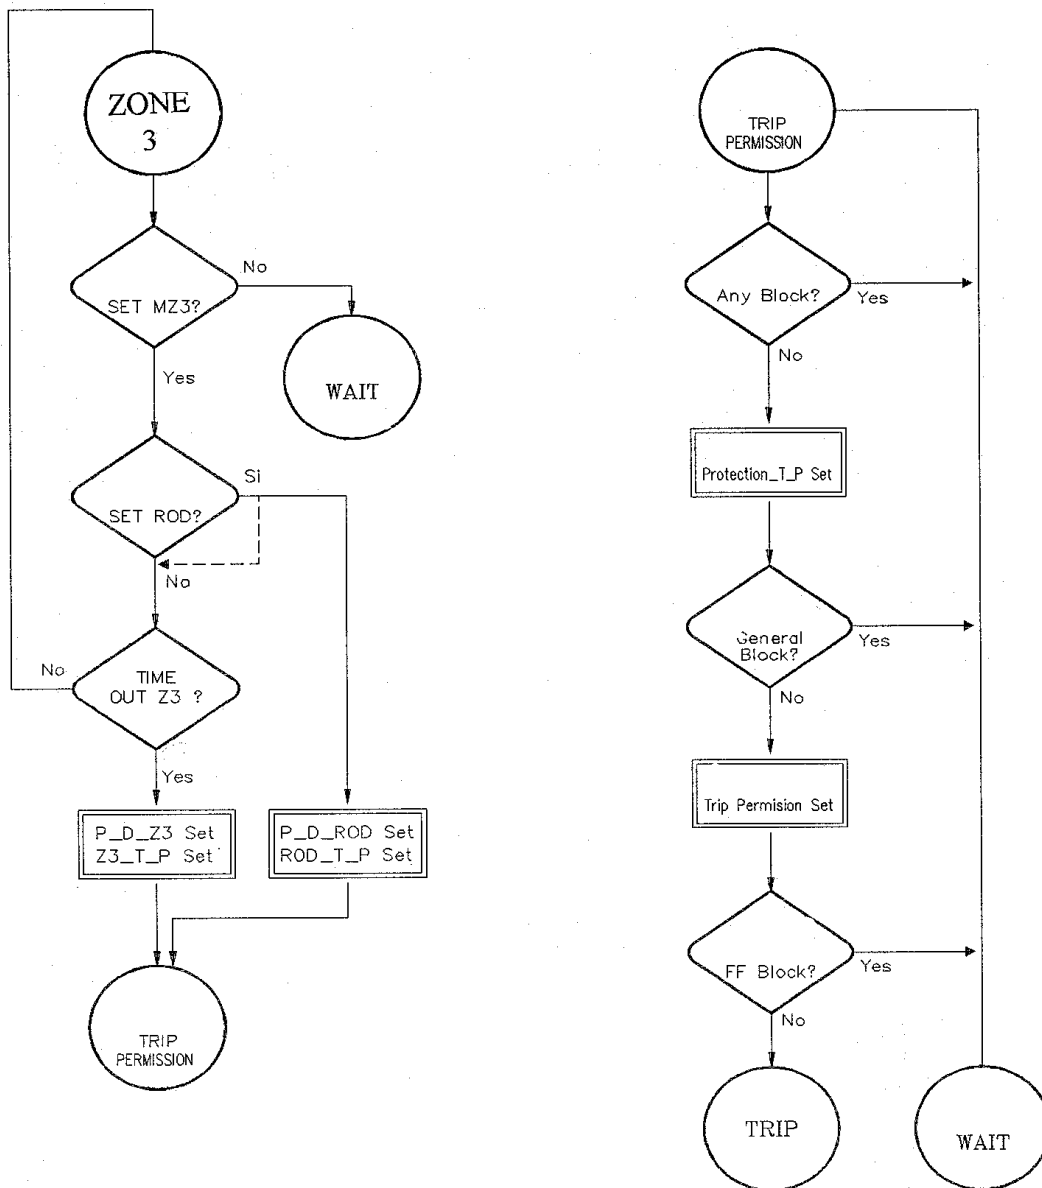 ZONE
3
SET MZ3?
No
WAIT
Yes
SET ROD?
Si
No
TIME
OUT Z3 ?
No
Yes
P_D_Z3 Set
Z3_T_P Set
P_D_ROD Set
ROD_T_P Set
TRIP
PERMISSION
TRIP
PERMISSION
Any Block?
Yes
No
Protection_T_P Set
General
Block?
Yes
No
Trip Permision Set
FF Block?
Yes
No
TRIP
WAIT